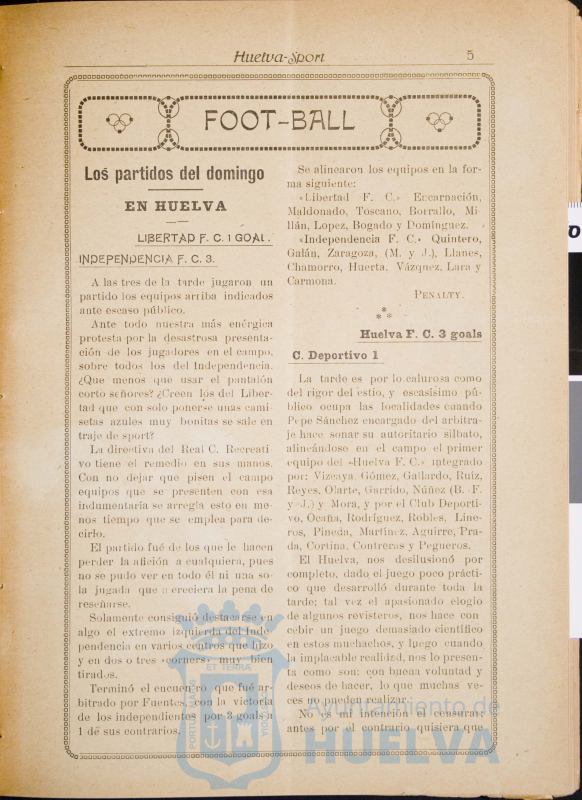 Huelva-Sport
5
FOOT-BALL
Los partidos del domingo
EN HUELVA
LIBERTAD F. C. 1 GOAL.
INDEPENDENCIA F. C. 3.
A las tres de la tarde jugaron un
partido los equipos arriba indicados
ante escaso público.
Ante todo nuestra más enérgica
protesta por la desastrosa presenta-
ción de los jugadores en el campo,
sobre todos los del Independencia.
¿Que menos que usar el pantalón
corto señores? ¿Creen los del Liber-
tad que con solo ponerse unas cami-
setas azules muy bonitas se sale en
traje de sport?
La directiva del Real C. Recreati-
vo tiene el remedio en sus manos.
Con no dejar que pisen el campo
equipos que se presenten con esa
indumentaria se arregla esto en me-
nos tiempo que se emplea para de-
cirlo.
El partido fué de los que le hacen
perder la afición a cualquiera, pues
no se pudo ver en todo él ni una so-
la jugada que mereciera la pena de
reseñarse.
Solamente consiguió destacarse en
algo el extremo izquierda del Inde-
pendencia en varios centros que hizo
y en dos o tres «corners» muy bien
tirados.
Terminó el encuentro que fué ar-
bitrado por Fuentes, con la victoria
de los independientes por 3 goals a
1 de sus contrarios.
Se alinearon los equipos en la for-
ma siguiente:
«Libertad F. C.» Encarnación,
Maldonado, Toscano, Borrallo, Mi-
llán, Lopez, Bogado y Domínguez.
«Independencia F. C.» Quintero,
Galán, Zaragoza, (M. y J.), Llanes,
Chamorro, Huerta, Vázquez, Lara y
Carmona.
PENALTY.
* * *
Huelva F. C. 3 goals
C. Deportivo 1
La tarde es por lo calurosa como
del rigor del estio, y escasísimo pú-
blico ocupa las localidades cuando
Pepe Sánchez encargado del arbitra-
je hace sonar su autoritario silbato,
alineándose en el campo el primer
equipo del «Huelva F. C.» integrado
por: Vizcaya, Gómez, Gallardo, Ruíz,
Reyes, Olarte, Garrido, Núñez (B. F.
y J.) y Mora, y por el Club Deporti-
vo, Ocaña, Rodríguez, Robles, Line-
ros, Pineda, Martínez, Aguirre, Pra-
da, Cortina, Contreras y Pegueros.
El Huelva, nos desilusionó por
completo, dado el juego poco prácti-
co que desarrolló durante toda la
tarde; tal vez el apasionado elogio
de algunos revisteros, nos hace con-
cebir un juego demasiado científico
en estos muchachos, y luego cuando
la implacable realidad, nos lo presen-
ta como son: con buena voluntad y
deseos de hacer, lo que muchas ve-
ces no pueden realizar.
No es mi intención el censurar;
antes por el contrario quisiera que
Ayuntamiento de
HUELVA